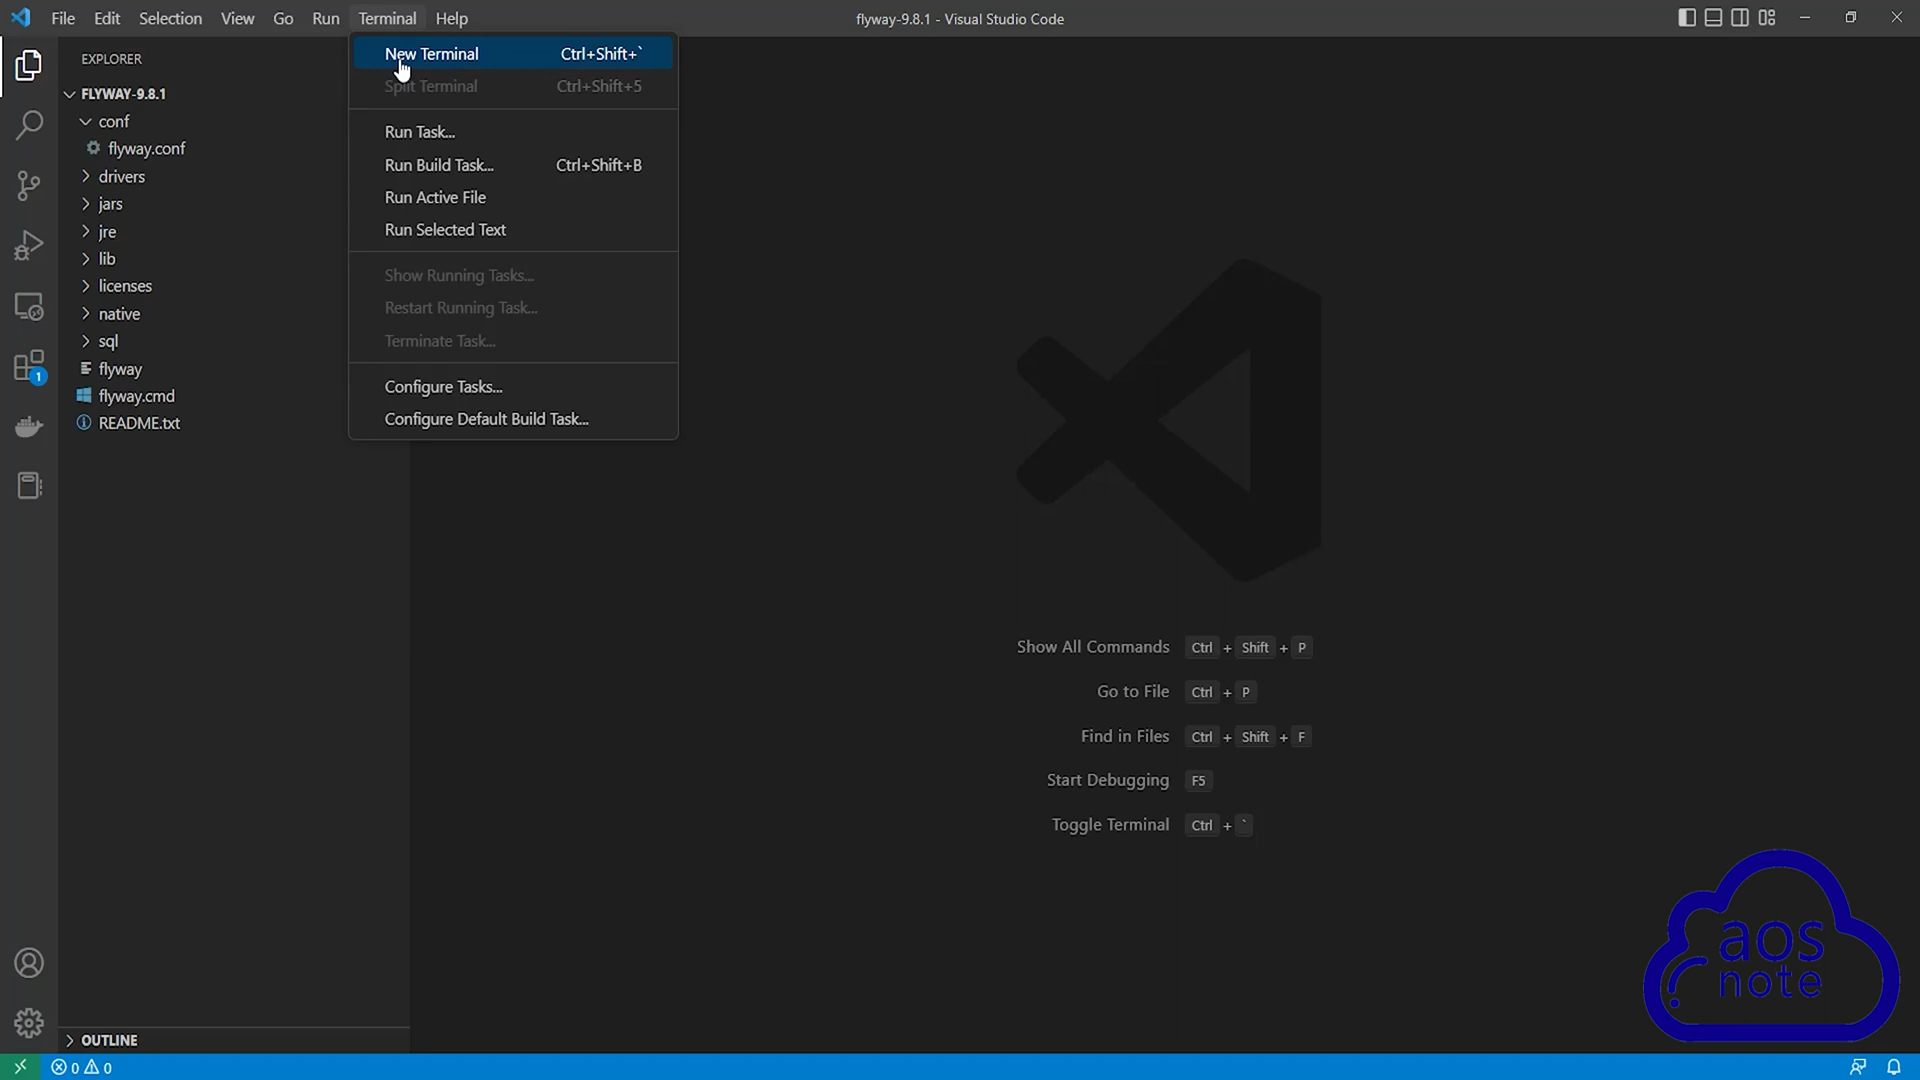 File Edit Selection View Go Run Terminal Help
flyway-9.8.1 - Visual Studio Code
EXPLORER
FLYWAY-9.8.1
conf
flyway.conf
drivers
jars
jre
lib
licenses
native
sql
flyway
flyway.cmd
README.txt
New Terminal Ctrl+Shift+`
Split Terminal Ctrl+Shift+5
Run Task...
Run Build Task... Ctrl+Shift+B
Run Active File
Run Selected Text
Show Running Tasks...
Restart Running Task...
Terminate Task...
Configure Tasks...
Configure Default Build Task...
Show All Commands Ctrl + Shift + P
Go to File Ctrl + P
Find in Files Ctrl + Shift + F
Start Debugging F5
Toggle Terminal Ctrl + `
1
OUTLINE
0 0
aos
note